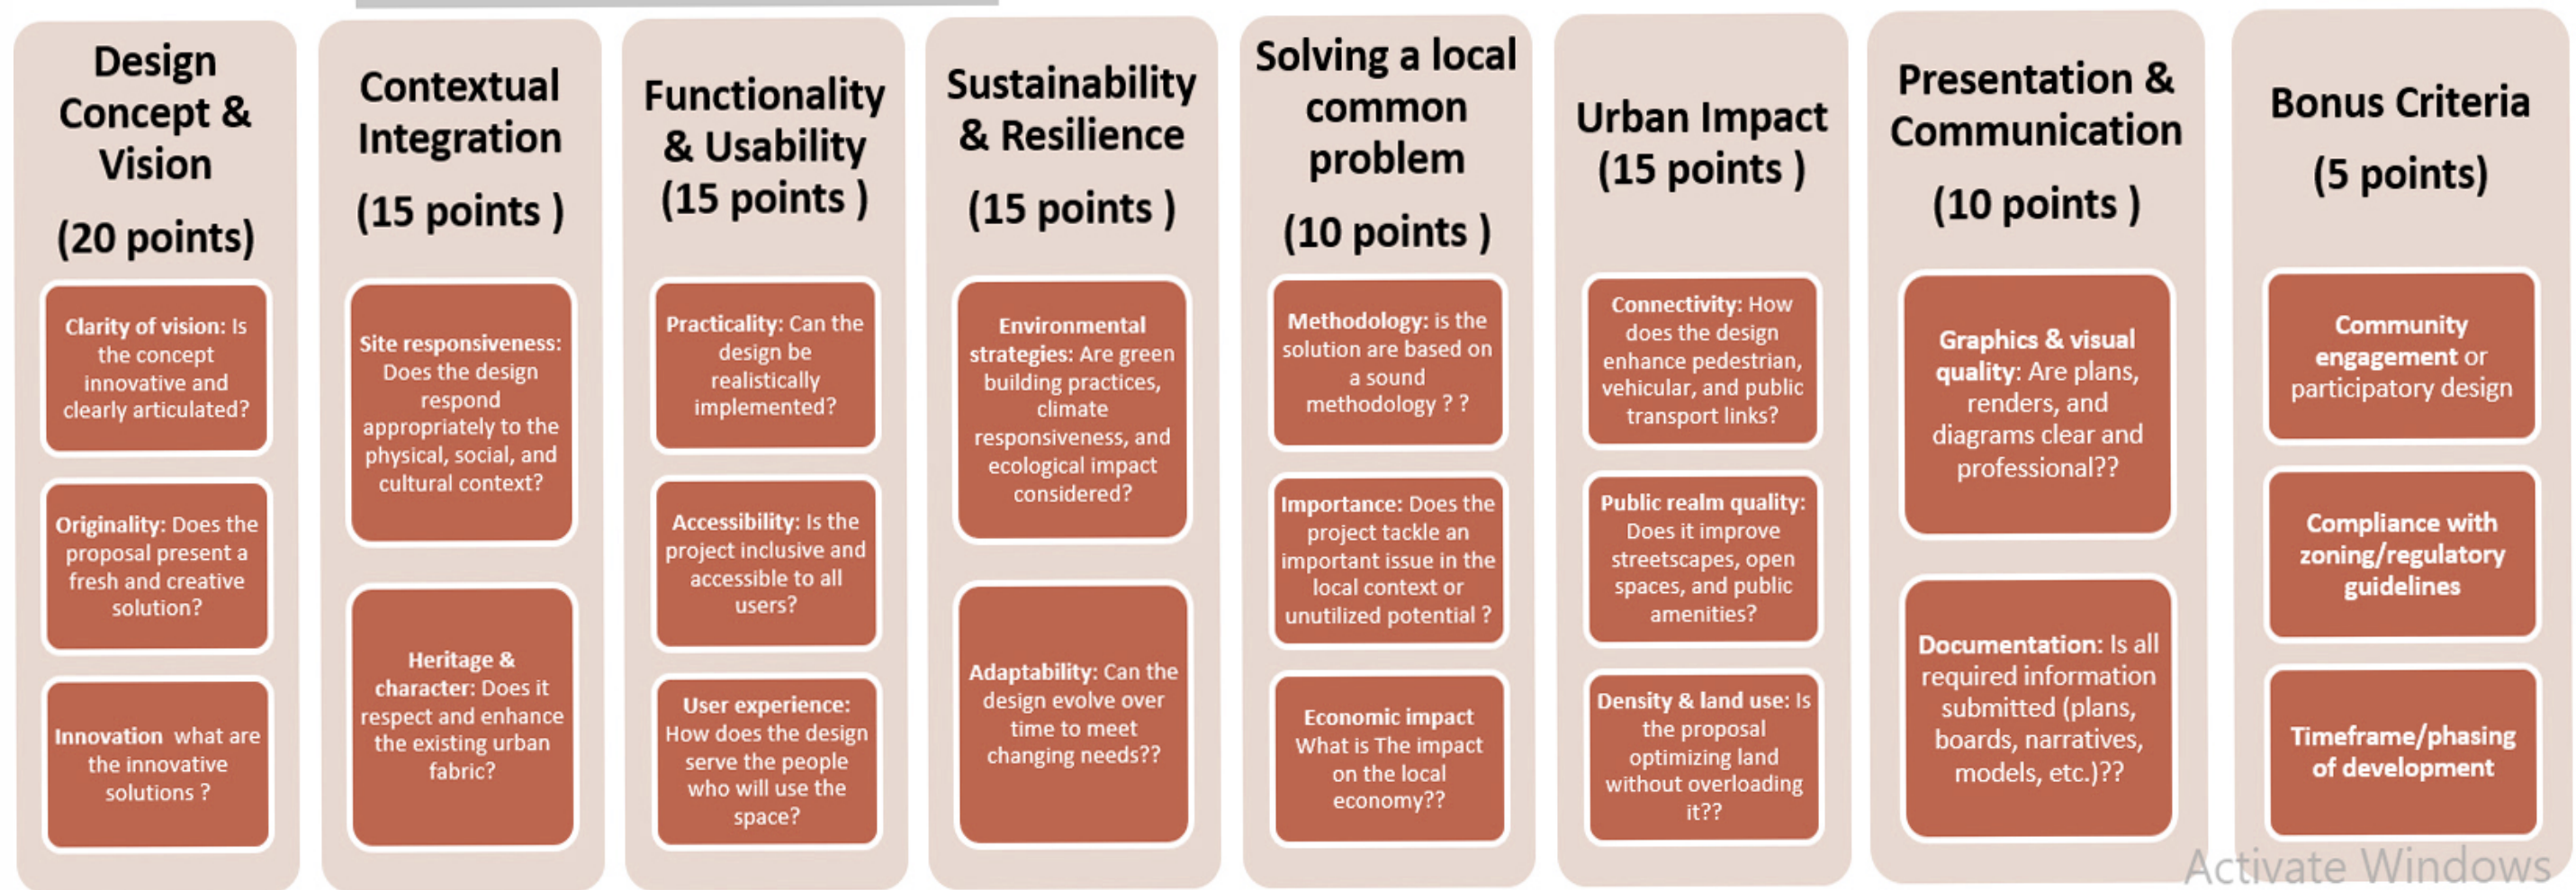 Design
Concept &
Vision
(20 points)
Clarity of vision: Is
the concept
innovative and
clearly articulated?
Originality: Does the
proposal present a
fresh and creative
solution?
Innovation  what are
the innovative
solutions ?
Contextual
Integration
(15 points )
Site responsiveness:
Does the design
respond
appropriately to the
physical, social, and
cultural context?
Heritage &
character: Does it
respect and enhance
the existing urban
fabric?
Functionality
& Usability
(15 points )
Practicality: Can the
design be
realistically
implemented?
Accessibility: Is the
project inclusive and
accessible to all
users?
User experience:
How does the design
serve the people
who will use the
space?
Sustainability
& Resilience
(15 points )
Environmental
strategies: Are green
building practices,
climate
responsiveness, and
ecological impact
considered?
Adaptability: Can the
design evolve over
time to meet
changing needs??
Solving a local
common
problem
(10 points )
Methodology: is the
solution are based on
a sound
methodology ? ?
Importance: Does the
project tackle an
important issue in the
local context or
unutilized potential ?
Economic impact
What is The impact
on the local
economy??
Urban Impact
(15 points )
Connectivity: How
does the design
enhance pedestrian,
vehicular, and public
transport links?
Public realm quality:
Does it improve
streetscapes, open
spaces, and public
amenities?
Density & land use: Is
the proposal
optimizing land
without overloading
it??
Presentation &
Communication
(10 points )
Graphics & visual
quality: Are plans,
renders, and
diagrams clear and
professional??
Documentation: Is all
required information
submitted (plans,
boards, narratives,
models, etc.)??
Bonus Criteria
(5 points)
Community
engagement or
participatory design
Compliance with
zoning/regulatory
guidelines
Timeframe/phasing
of development
Activate Windows